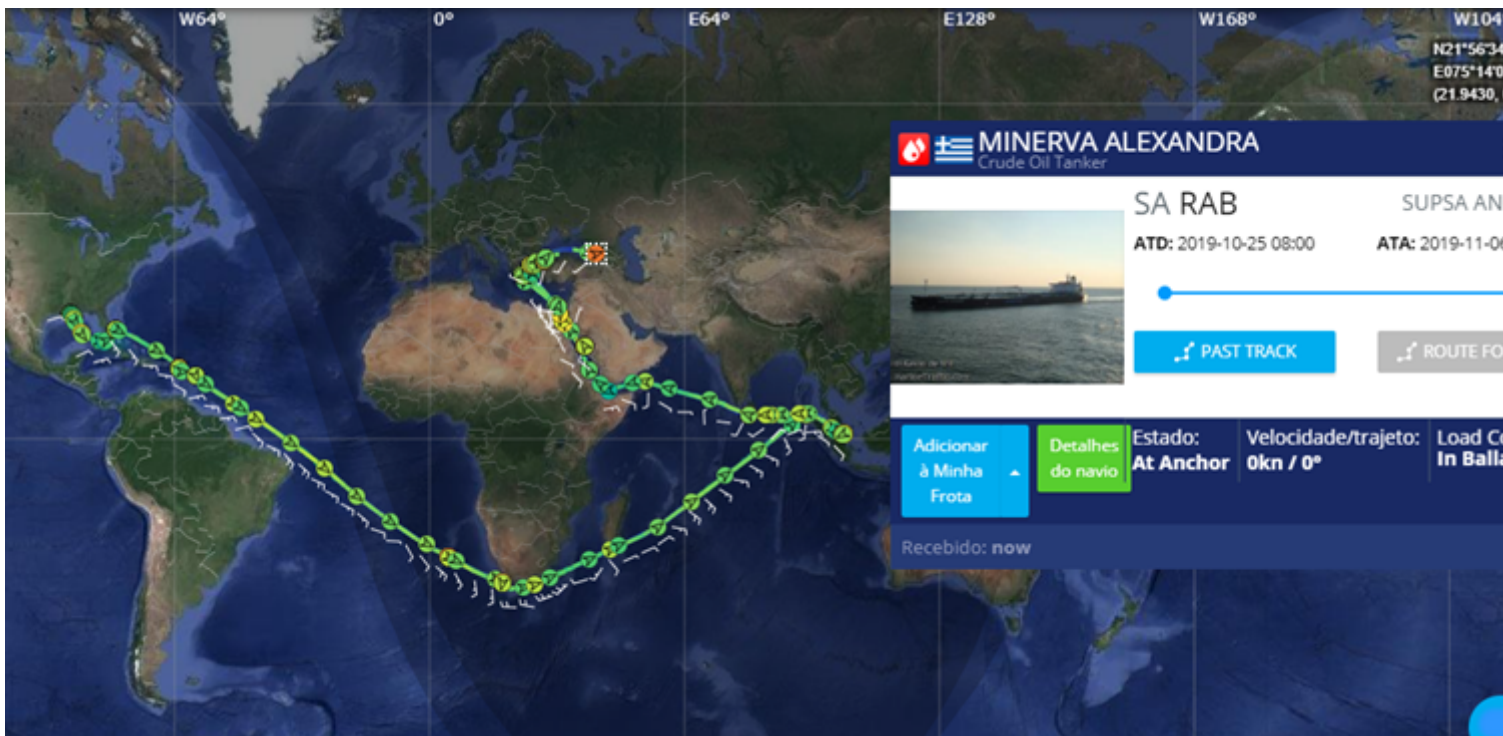 W64° 0° E64° E128° W168° W104
N21°56'34
E075°14'0
(21.9430,
MINERVA ALEXANDRA
Crude Oil Tanker
SA RAB SUPSA AN
ATD: 2019-10-25 08:00 ATA: 2019-11-06
PAST TRACK ROUTE FO
Adicionar
à Minha
Frota
Detalhes
do navio
Estado: Velocidade/trajeto: Load Co
At Anchor 0kn / 0° In Balla
Recebido: now